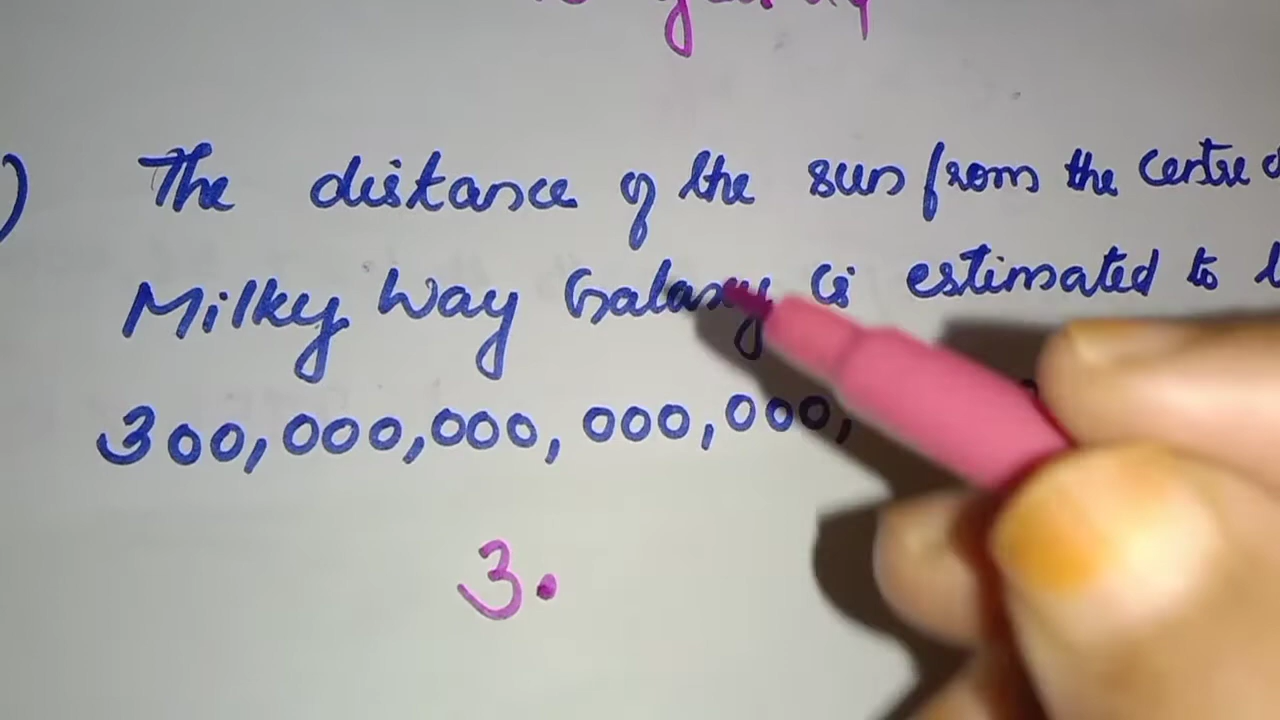 ) The distance of the sun from the centre
Milky Way Galaxy is estimated to
300,000,000,000,000,
3.